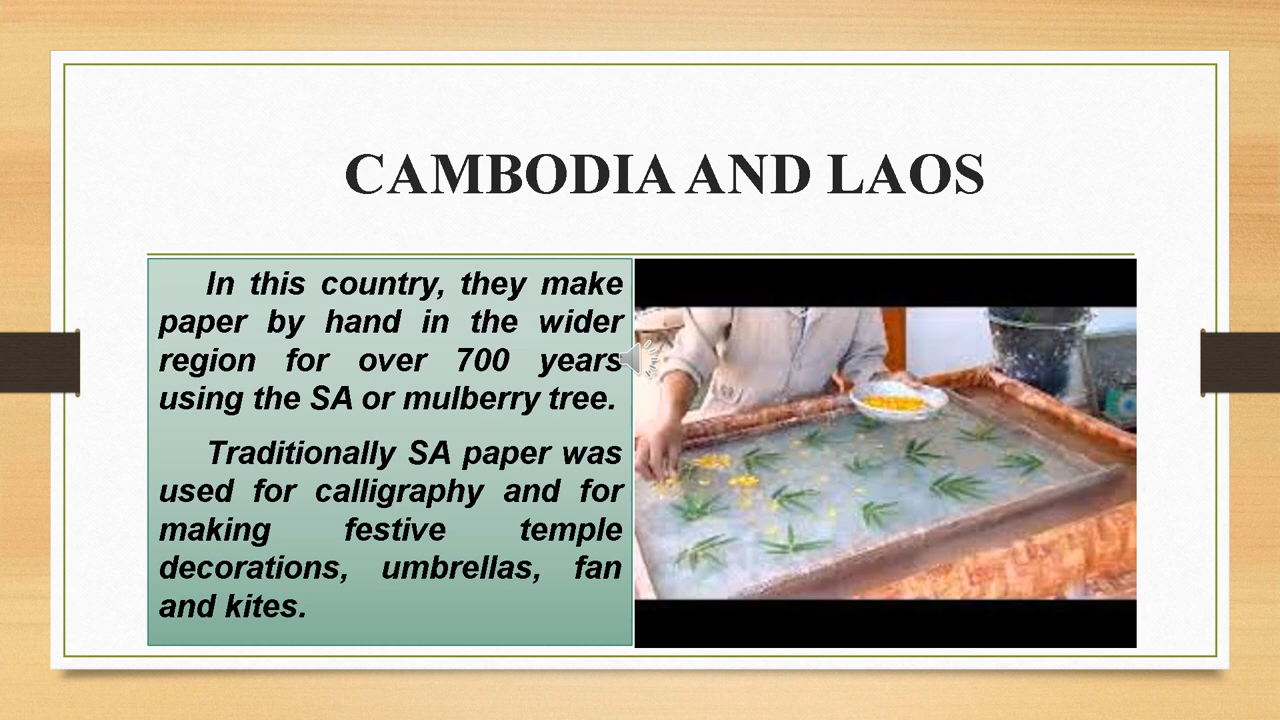 CAMBODIA AND LAOS
In this country, they make
paper by hand in the wider
region for over 700 years
using the SA or mulberry tree.
Traditionally SA paper was
used for calligraphy and for
making festive temple
decorations, umbrellas, fan
and kites.